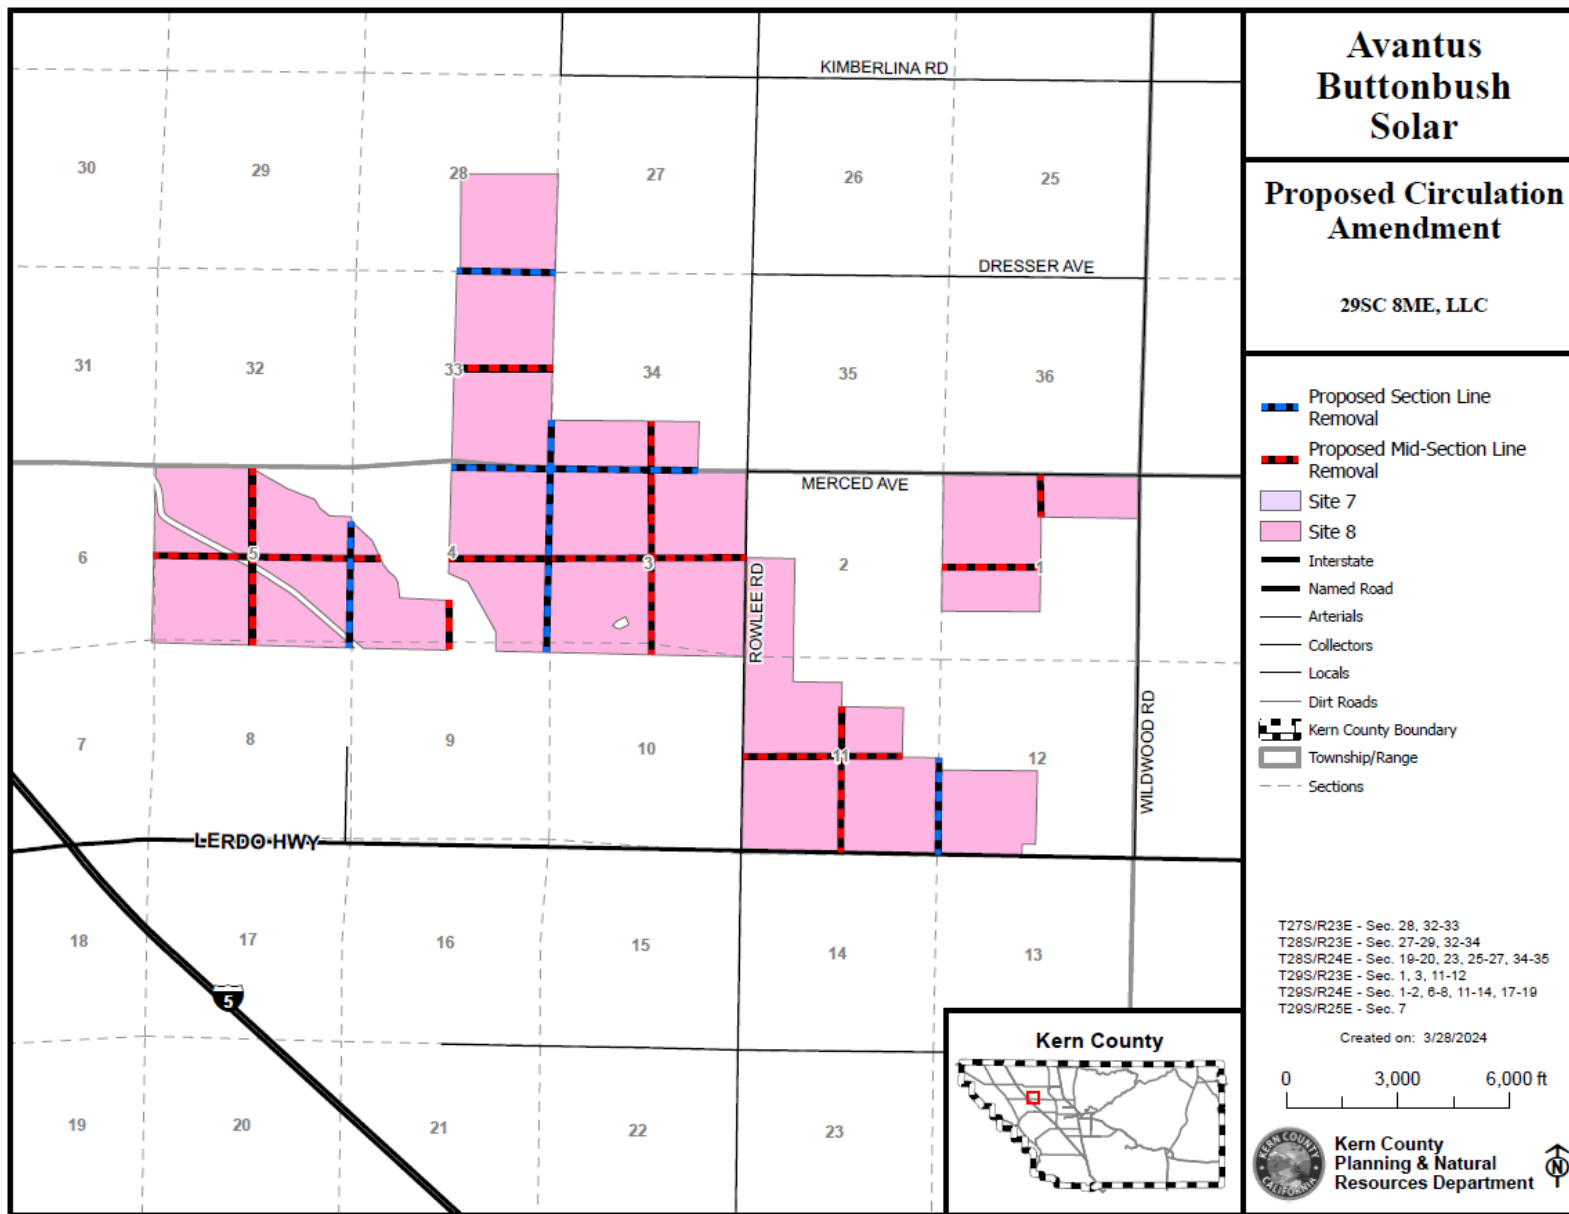 KIMBERLINA RD
30
29
28
27
26
25
DRESSER AVE
31
32
33
34
35
36
MERCED AVE
6
5
4
3
2
1
ROWLEE RD
WILDWOOD RD
7
8
9
10
11
12
LERDO HWY
18
17
16
15
14
13
5
19
20
21
22
23
Kern County
Avantus
Buttonbush
Solar
Proposed Circulation
Amendment
29SC 8ME, LLC
Proposed Section Line
Removal
Proposed Mid-Section Line
Removal
Site 7
Site 8
Interstate
Named Road
Arterials
Collectors
Locals
Dirt Roads
Kern County Boundary
Township/Range
Sections
T27S/R23E - Sec. 28, 32-33
T28S/R23E - Sec. 27-29, 32-34
T28S/R24E - Sec. 19-20, 23, 25-27, 34-35
T29S/R23E - Sec. 1, 3, 11-12
T29S/R24E - Sec. 1-2, 6-8, 11-14, 17-19
T29S/R25E - Sec. 7
Created on: 3/28/2024
0 3,000 6,000 ft
KERN COUNTY
CALIFORNIA
Kern County
Planning & Natural
Resources Department
N